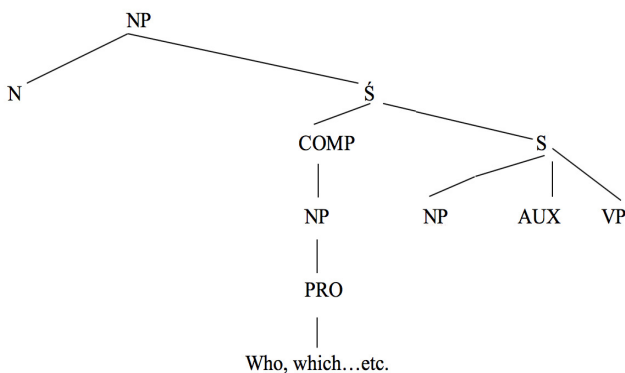 NP
N Ś
COMP S
NP NP AUX VP
PRO
Who, which…etc.